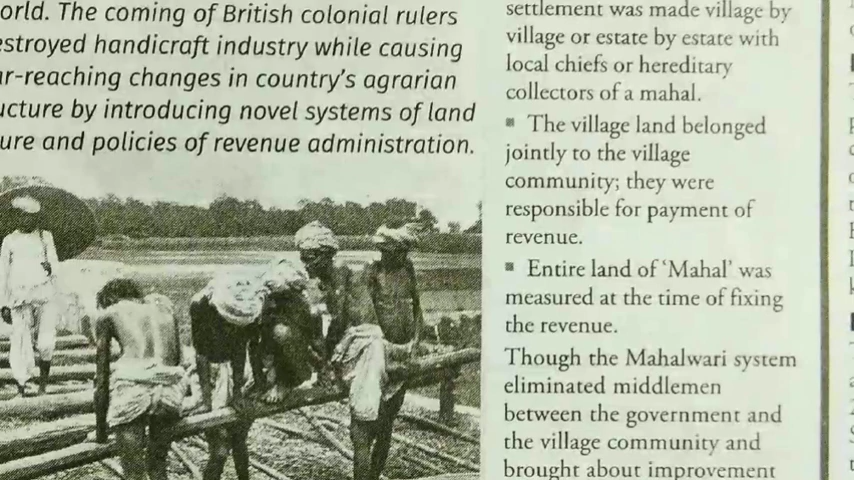 orld. The coming of British colonial rulers
estroyed handicraft industry while causing
ar-reaching changes in country's agrarian
ucture by introducing novel systems of land
ure and policies of revenue administration.
settlement was made village by
village or estate by estate with
local chiefs or hereditary
collectors of a mahal.
▪ The village land belonged
jointly to the village
community; they were
responsible for payment of
revenue.
▪ Entire land of ‘Mahal’ was
measured at the time of fixing
the revenue.
Though the Mahalwari system
eliminated middlemen
between the government and
the village community and
brought about improvement